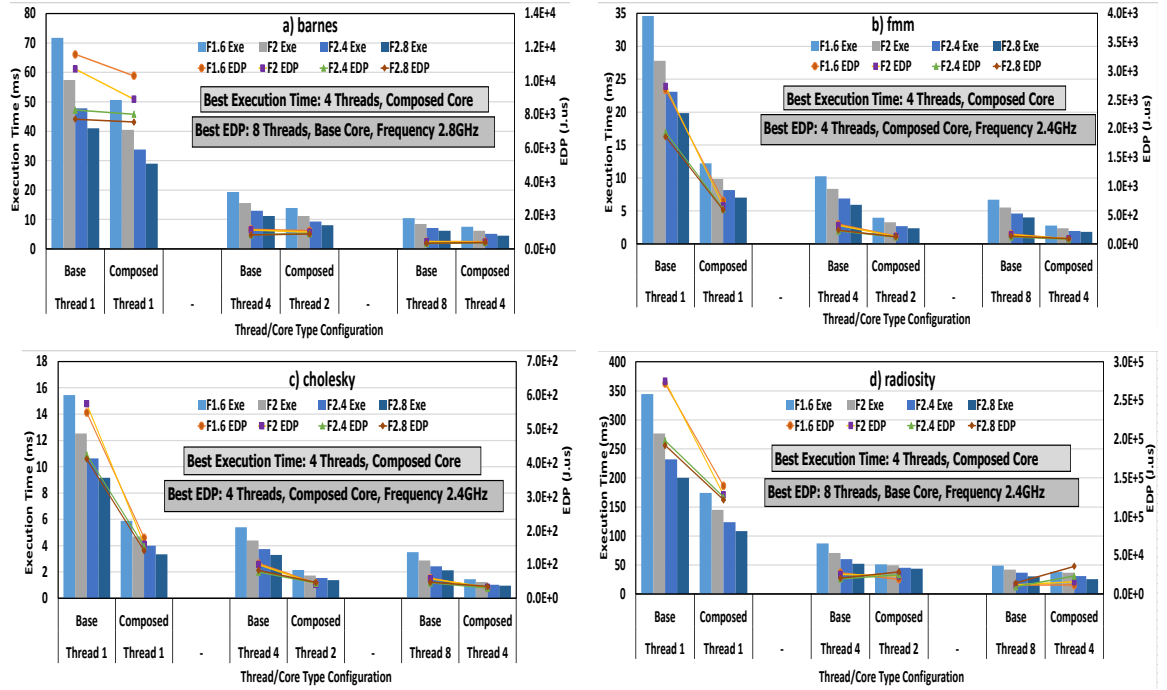 a) barnes
F1.6 Exe F2 Exe F2.4 Exe F2.8 Exe
F1.6 EDP F2 EDP F2.4 EDP F2.8 EDP
Best Execution Time: 4 Threads, Composed Core
Best EDP: 8 Threads, Base Core, Frequency 2.8GHz
Execution Time (ms)
80
70
60
50
40
30
20
10
0
1.4E+4
1.2E+4
1.0E+4
8.0E+3
6.0E+3
4.0E+3
2.0E+3
0.0E+0
EDP (J.us)
Base Composed Base Composed Base Composed
Thread 1 Thread 1 - Thread 4 Thread 2 - Thread 8 Thread 4
Thread/Core Type Configuration
b) fmm
F1.6 Exe F2 Exe F2.4 Exe F2.8 Exe
F1.6 EDP F2 EDP F2.4 EDP F2.8 EDP
Best Execution Time: 4 Threads, Composed Core
Best EDP: 4 Threads, Composed Core, Frequency 2.4GHz
Execution Time (ms)
35
30
25
20
15
10
5
0
4.0E+3
3.5E+3
3.0E+3
2.5E+3
2.0E+3
1.5E+3
1.0E+3
5.0E+2
0.0E+0
EDP (J.us)
Base Composed Base Composed Base Composed
Thread 1 Thread 1 - Thread 4 Thread 2 - Thread 8 Thread 4
Thread/Core Type Configuration
c) cholesky
F1.6 Exe F2 Exe F2.4 Exe F2.8 Exe
F1.6 EDP F2 EDP F2.4 EDP F2.8 EDP
Best Execution Time: 4 Threads, Composed Core
Best EDP: 4 Threads, Composed Core, Frequency 2.4GHz
Execution Time (ms)
18
16
14
12
10
8
6
4
2
0
7.0E+2
6.0E+2
5.0E+2
4.0E+2
3.0E+2
2.0E+2
1.0E+2
0.0E+0
EDP (J.us)
Base Composed Base Composed Base Composed
Thread 1 Thread 1 - Thread 4 Thread 2 - Thread 8 Thread 4
Thread/Core Type Configuration
d) radiosity
F1.6 Exe F2 Exe F2.4 Exe F2.8 Exe
F1.6 EDP F2 EDP F2.4 EDP F2.8 EDP
Best Execution Time: 4 Threads, Composed Core
Best EDP: 8 Threads, Base Core, Frequency 2.4GHz
Execution Time (ms)
400
350
300
250
200
150
100
50
0
3.0E+5
2.5E+5
2.0E+5
1.5E+5
1.0E+5
5.0E+4
0.0E+0
EDP (J.us)
Base Composed Base Composed Base Composed
Thread 1 Thread 1 - Thread 4 Thread 2 - Thread 8 Thread 4
Thread/Core Type Configuration